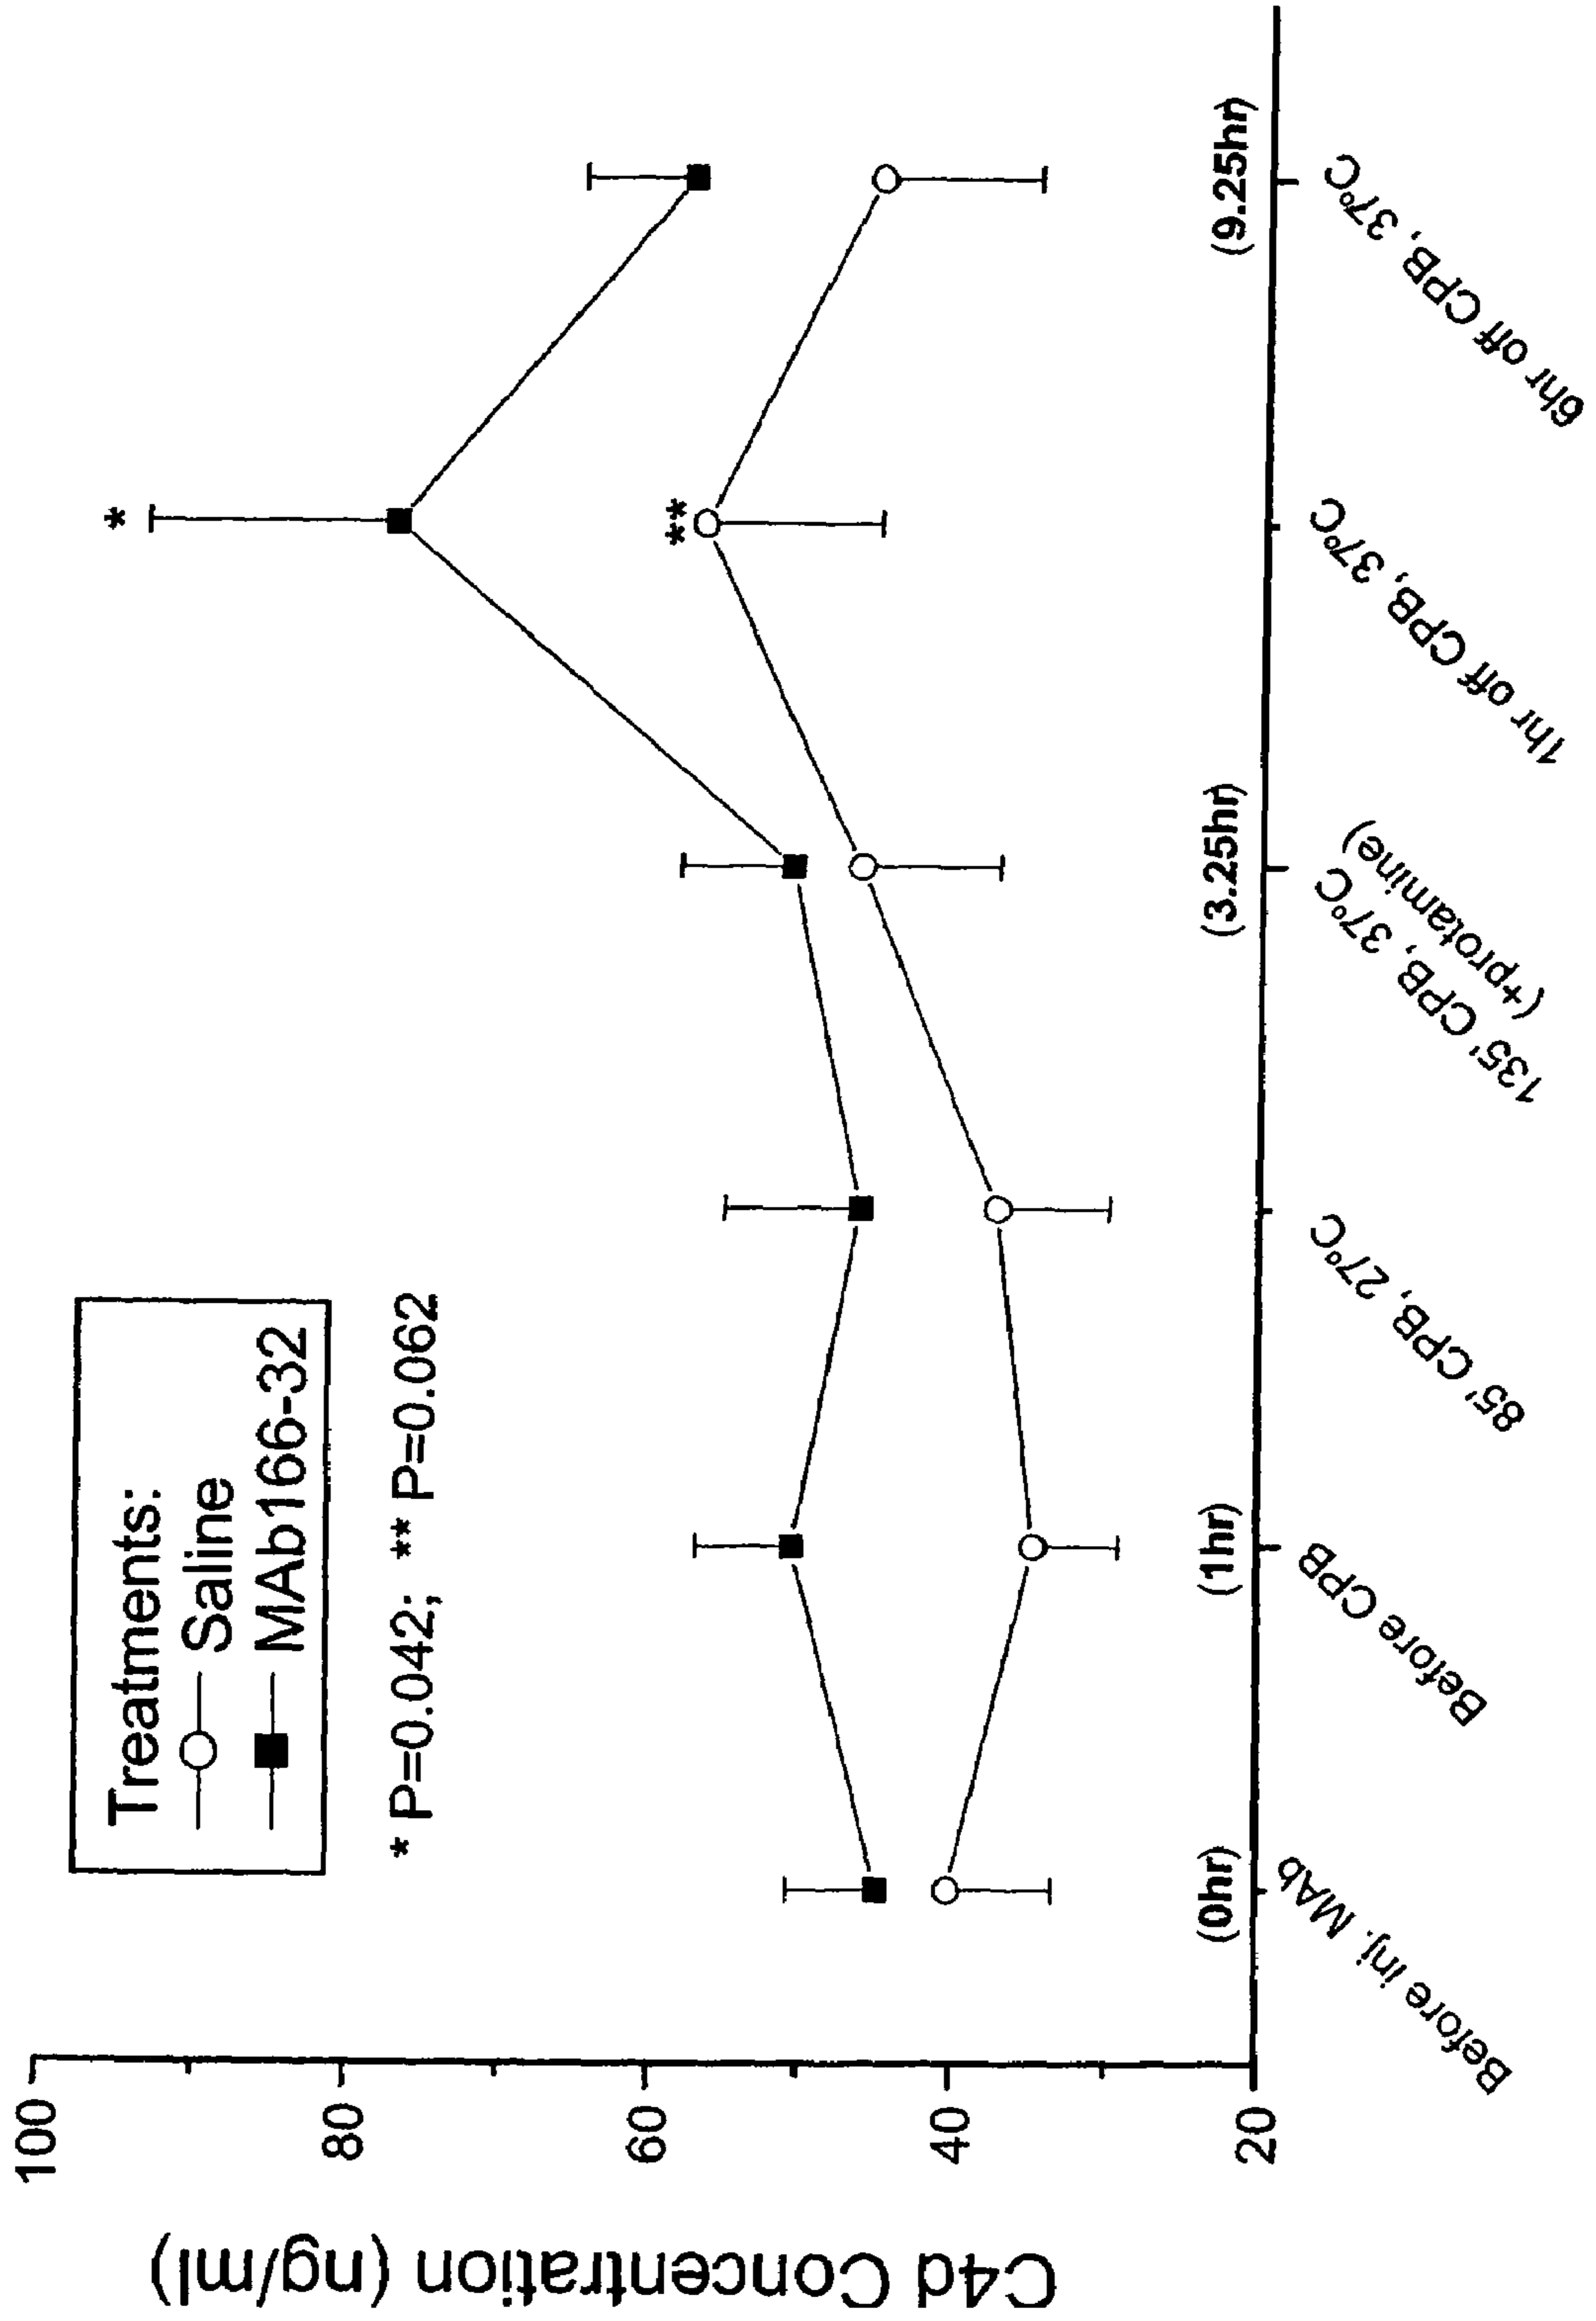 C4d Concentration (ng/ml)
100
80
60
40
20
Treatments:
Saline
MAb166-32
* P=0.042; ** P=0.062
*
**
(0hr)
(1hr)
(3.25hr)
(9.25hr)
Before inj. MAb
Before CPB
85' CPB, 27°C
135' CPB, 37°C
(+protamine)
1hr off CPB, 37°C
6hr off CPB, 37°C